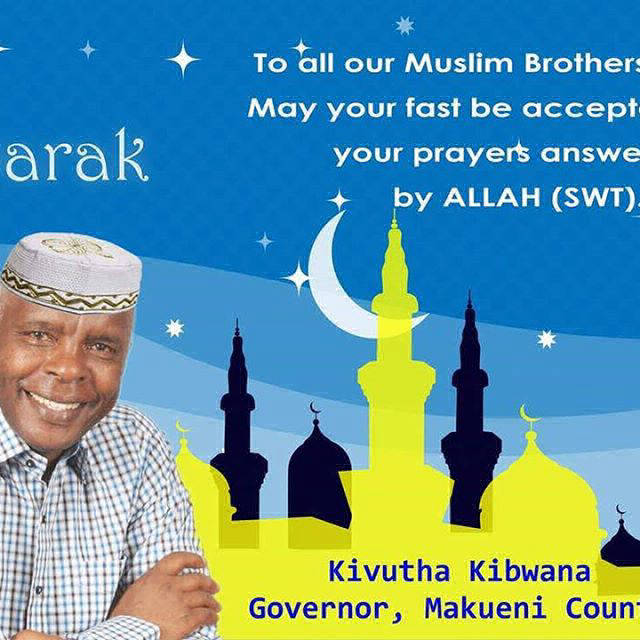 To all our Muslim Brothers
May your fast be accept
your prayers answe
by ALLAH (SWT).
arak
Kivutha Kibwana
Governor, Makueni Coun